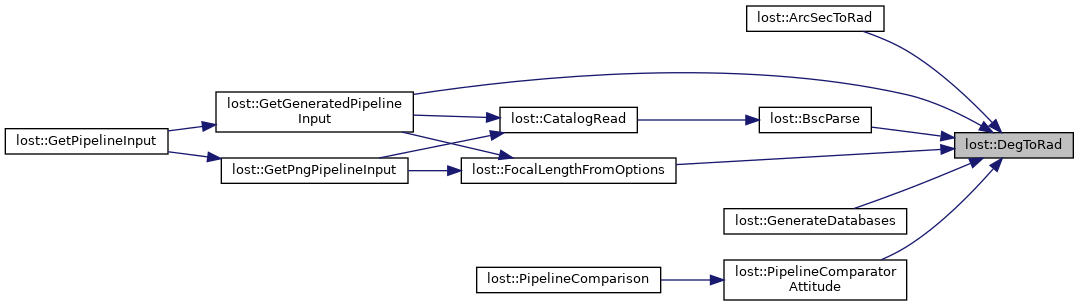 lost::ArcSecToRad
lost::GetGeneratedPipeline
Input
lost::CatalogRead
lost::BscParse
lost::GetPipelineInput
lost::DegToRad
lost::GetPngPipelineInput
lost::FocalLengthFromOptions
lost::GenerateDatabases
lost::PipelineComparison
lost::PipelineComparator
Attitude